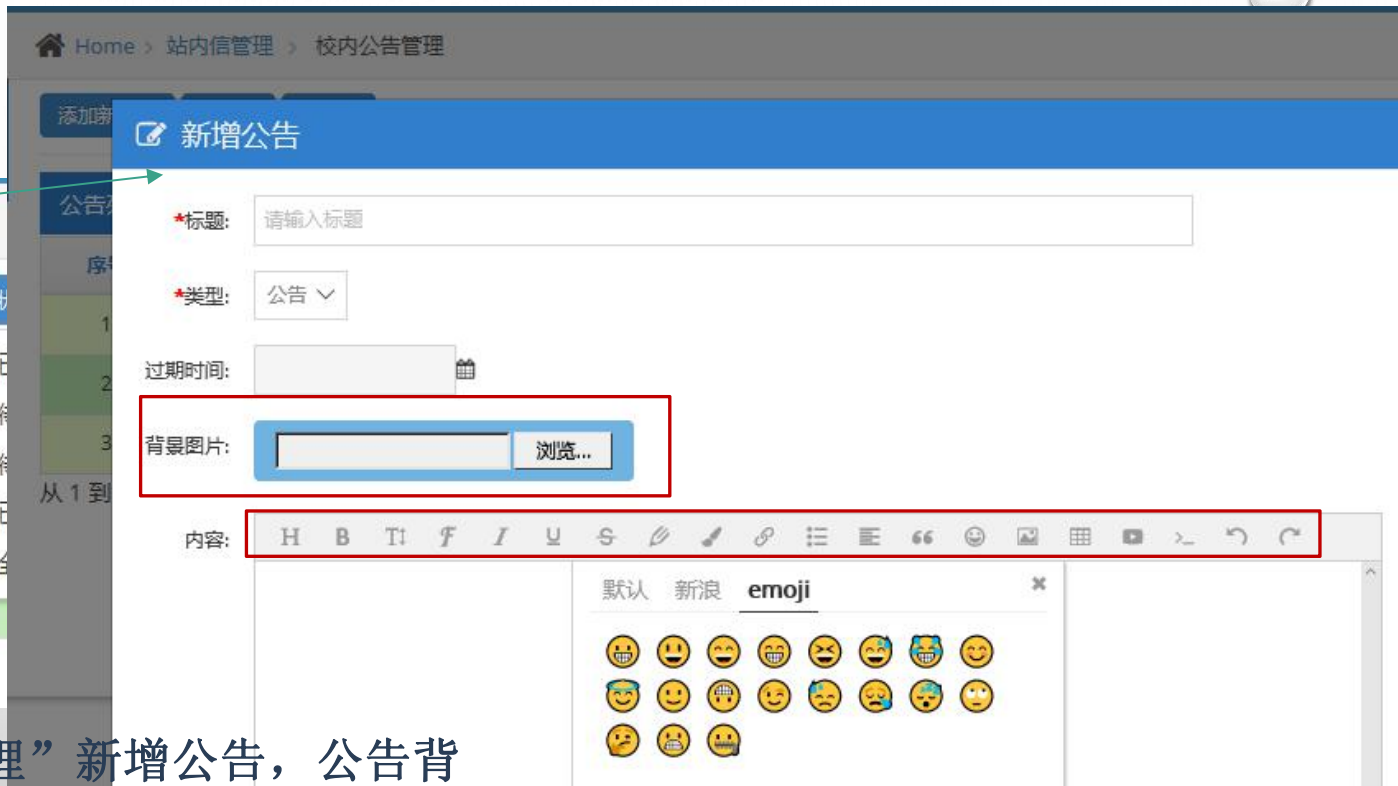 Home > 站内信管理 > 校内公告管理
添加新
新增公告
公告列
*标题: 请输入标题
序号
*类型: 公告
1
过期时间:
2
背景图片: 浏览...
3
从 1 到
内容: H B T F I U S
默认 新浪 emoji
理”新增公告，公告背